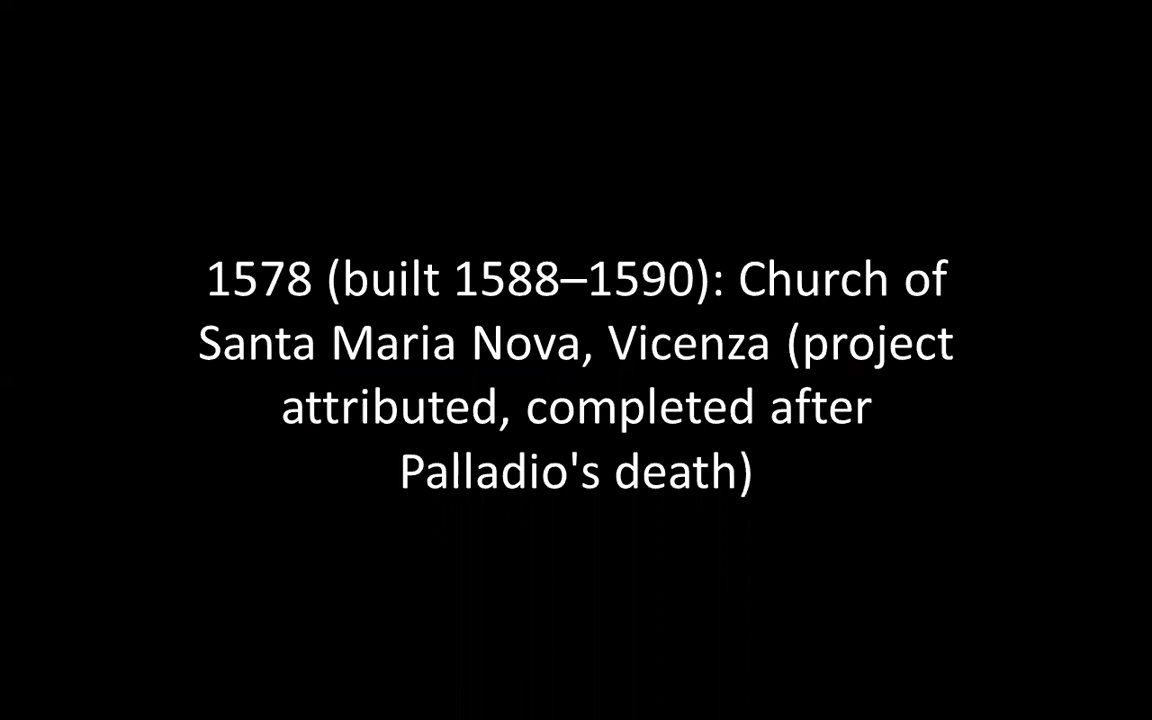 1578 (built 1588–1590): Church of
Santa Maria Nova, Vicenza (project
attributed, completed after
Palladio's death)